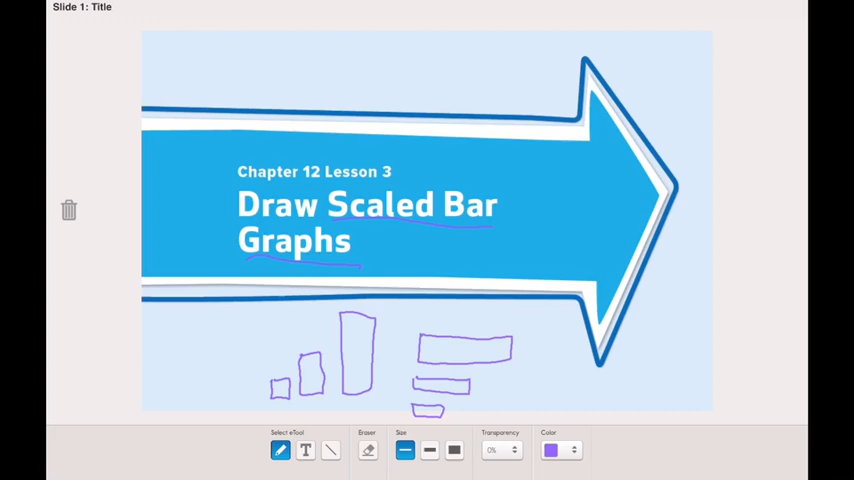 Slide 1: Title
Chapter 12 Lesson 3
Draw Scaled Bar
Graphs
Select eTool
Eraser
Size
Transparency
Color
T
0%